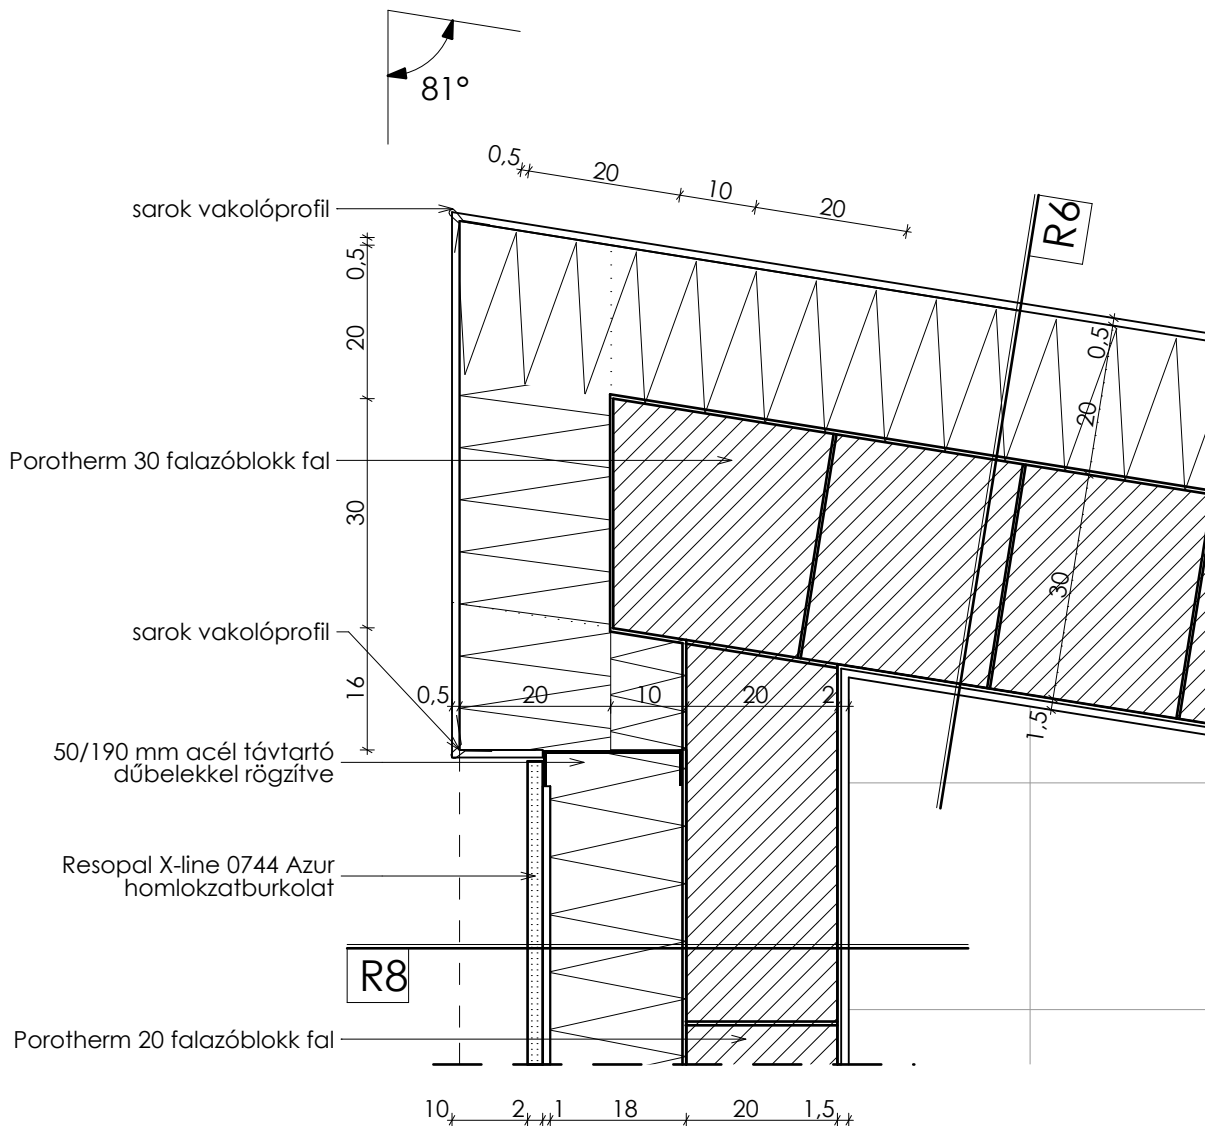 81°
0,5 20 10 20
sarok vakolóprofil
R6
0,5
20
30
16
0,5
20
30
1,5
Porotherm 30 falazóblokk fal
sarok vakolóprofil
0,5 20 10 20 2
50/190 mm acél távtartó
dűbelekkel rögzítve
Resopal X-line 0744 Azur
homlokzatburkolat
R8
Porotherm 20 falazóblokk fal
10 2 1 18 20 1,5